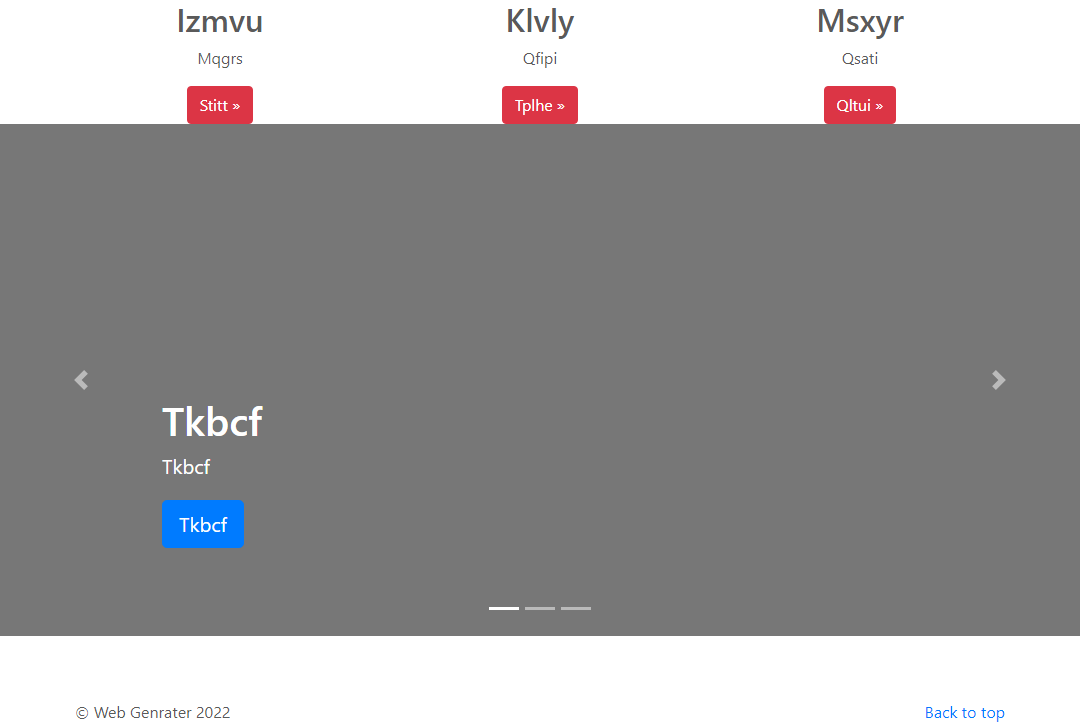 Izmvu
Klvly
Msxyr
Mqgrs
Qfipi
Qsati
Stitt »
Tplhe »
Qltui »
Tkbcf
Tkbcf
Tkbcf
© Web Genrater 2022
Back to top